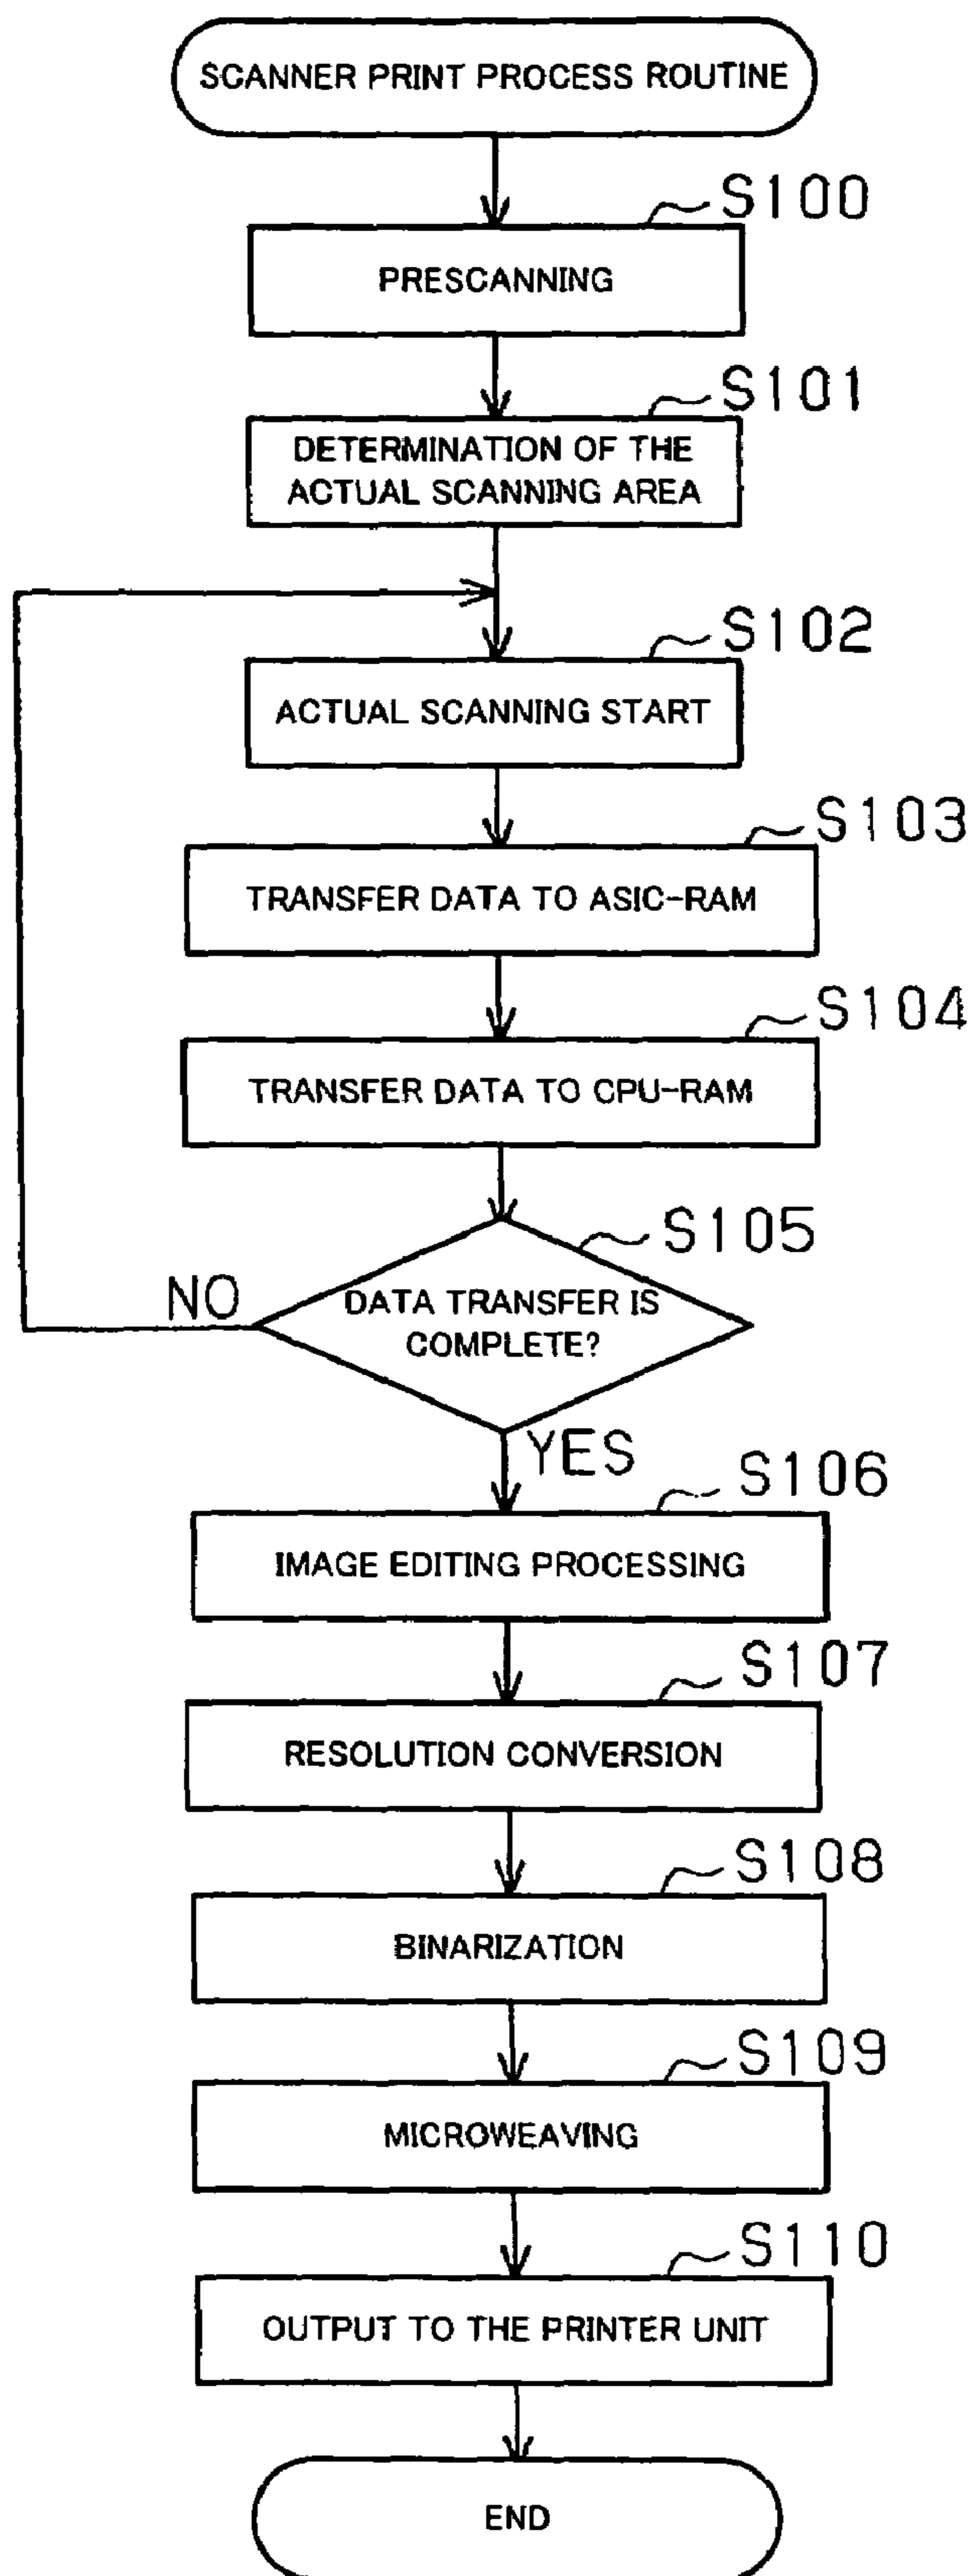 SCANNER PRINT PROCESS ROUTINE
S100
PRESCANNING
S101
DETERMINATION OF THE
ACTUAL SCANNING AREA
S102
ACTUAL SCANNING START
S103
TRANSFER DATA TO ASIC-RAM
S104
TRANSFER DATA TO CPU-RAM
S105
NO
DATA TRANSFER IS
COMPLETE?
YES
S106
IMAGE EDITING PROCESSING
S107
RESOLUTION CONVERSION
S108
BINARIZATION
S109
MICROWEAVING
S110
OUTPUT TO THE PRINTER UNIT
END